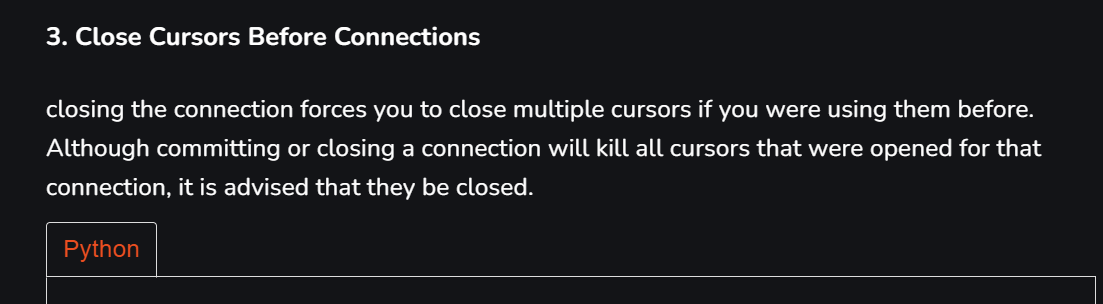 3. Close Cursors Before Connections
closing the connection forces you to close multiple cursors if you were using them before.
Although committing or closing a connection will kill all cursors that were opened for that
connection, it is advised that they be closed.
Python